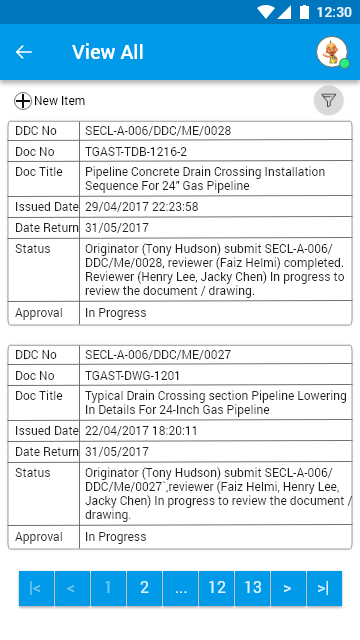 12:30
View All
New Item
DDC No SECL-A-006/DDC/ME/0028
Doc No TGAST-TDB-1216-2
Doc Title Pipeline Concrete Drain Crossing Installation
Sequence For 24" Gas Pipeline
Issued Date 29/04/2017 22:23:58
Date Return 31/05/2017
Status Originator (Tony Hudson) submit SECL-A-006/
DDC/Me/0028, reviewer (Faiz Helmi) completed.
Reviewer (Henry Lee, Jacky Chen) In progress to
review the document / drawing.
Approval In Progress
DDC No SECL-A-006/DDC/ME/0027
Doc No TGAST-DWG-1201
Doc Title Typical Drain Crossing section Pipeline Lowering
In Details For 24-Inch Gas Pipeline
Issued Date 22/04/2017 18:20:11
Date Return 31/05/2017
Status Originator (Tony Hudson) submit SECL-A-006/
DDC/Me/0027`,reviewer (Faiz Helmi, Henry Lee,
Jacky Chen) In progress to review the document /
drawing.
Approval In Progress
|< < 1 2 ... 12 13 > >|